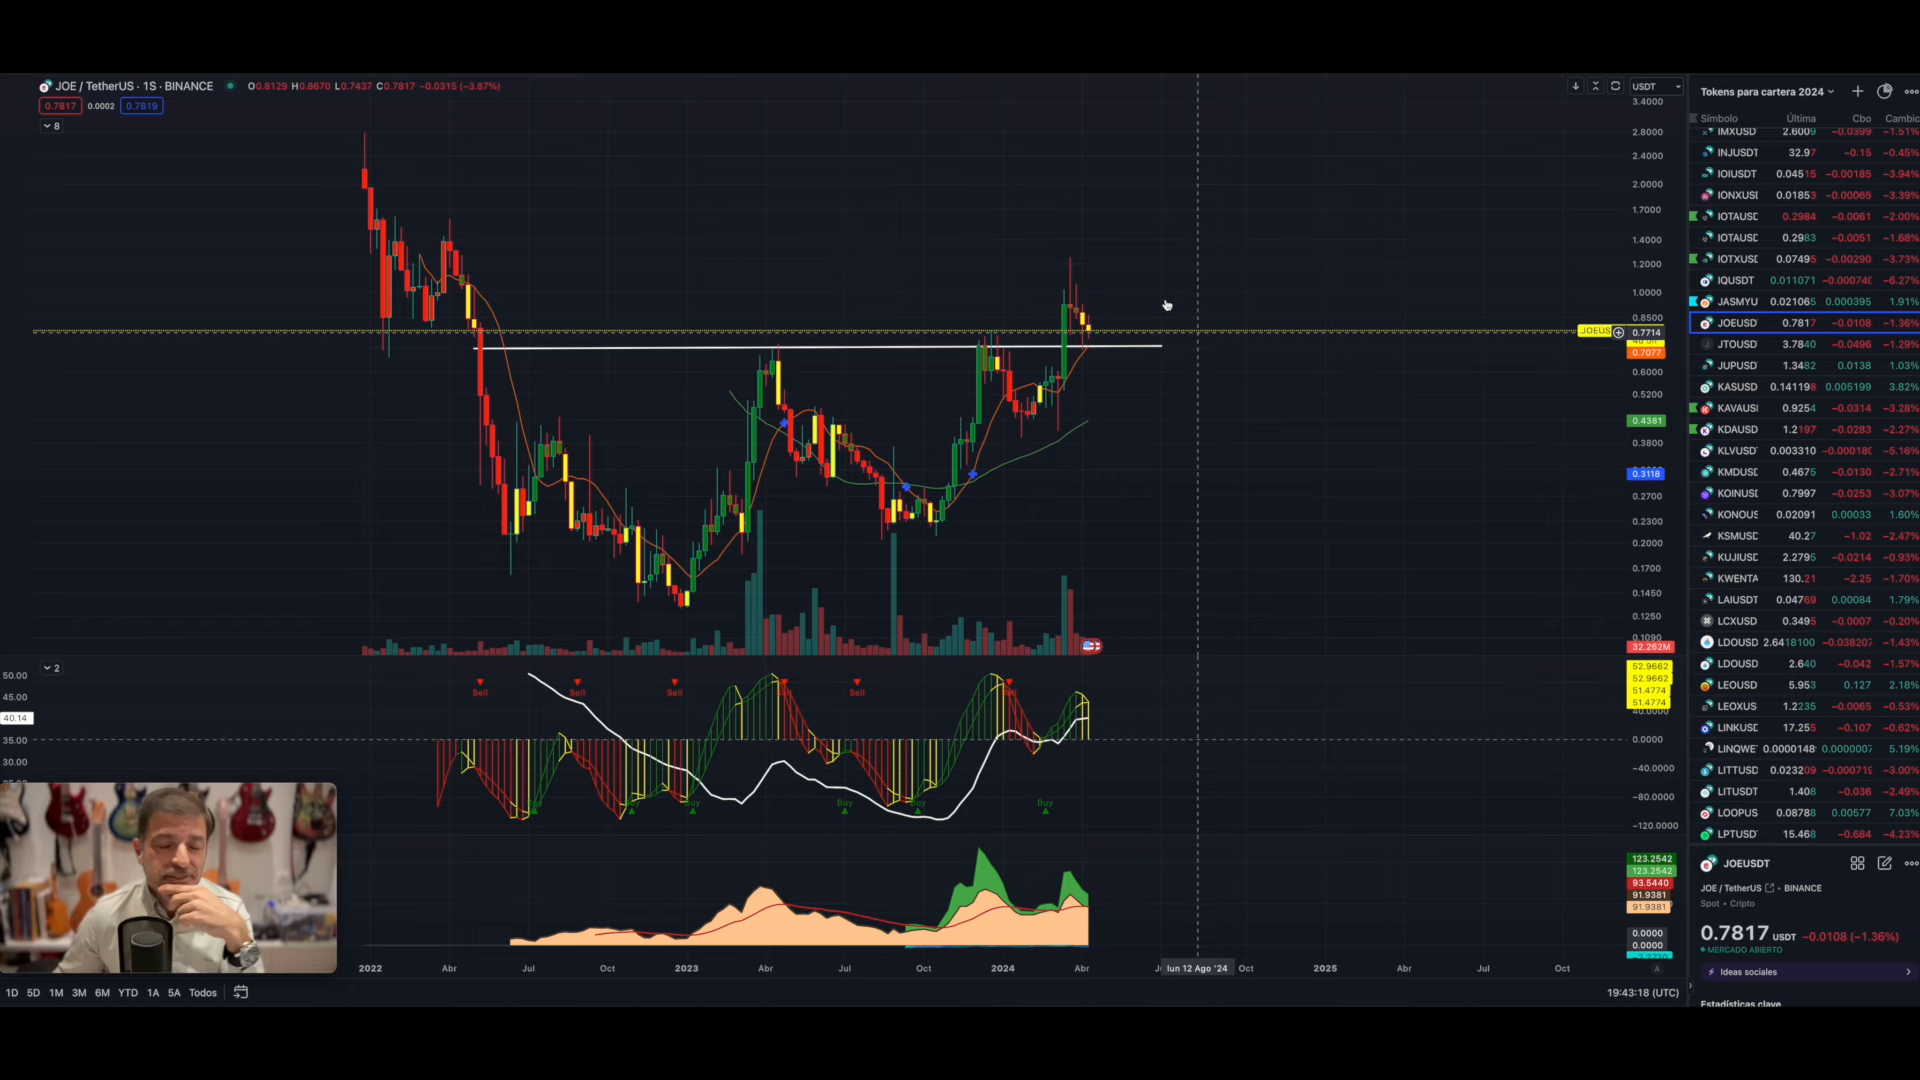 JOE / TetherUS · 1S · BINANCE O0.8129 H0.8670 L0.7437 C0.7817 −0.0315 (−3.87%)
0.7817 0.0002 0.7819
8
USDT
3.4000
2.8000
2.4000
2.0000
1.7000
1.4000
1.2000
1.0000
0.8500
JOEUS
0.7714
0.7077
0.6000
0.5200
0.4381
0.3800
0.3118
0.2700
0.2300
0.2000
0.1700
0.1450
0.1250
0.1090
32.262M
2
50.00
45.00
40.14
35.00
30.00
Sell
Sell
Sell
Sell
Sell
Buy
Buy
Buy
Buy
Buy
52.9662
52.9662
51.4774
51.4774
40.0000
0.0000
−40.0000
−80.0000
−120.0000
123.2542
123.2542
93.5440
91.9381
91.9381
0.0000
0.0000
2022 Abr Jul Oct 2023 Abr Jul Oct 2024 Abr lun 12 Ago '24 Oct 2025 Abr Jul Oct
A
1D 5D 1M 3M 6M YTD 1A 5A Todos
19:43:18 (UTC)
Tokens para cartera 2024
Símbolo Última Cbo Cambio
IMXUSD 2.6009 −0.0399 −1.51%
INJUSDT 32.97 −0.15 −0.45%
IOIUSDT 0.04515 −0.00185 −3.94%
IONXUSI 0.01853 −0.00065 −3.39%
IOTAUSD 0.2984 −0.0061 −2.00%
IOTAUSD 0.2983 −0.0051 −1.68%
IOTXUSD 0.07495 −0.00290 −3.73%
IQUSDT 0.011071 −0.000740 −6.27%
JASMYU 0.021065 0.000395 1.91%
JOEUSD 0.7817 −0.0108 −1.36%
JTOUSD 3.7840 −0.0496 −1.29%
JUPUSD 1.3482 0.0138 1.03%
KASUSD 0.141198 0.005199 3.82%
KAVAUSI 0.9254 −0.0314 −3.28%
KDAUSD 1.2197 −0.0283 −2.27%
KLVUSD 0.003310 −0.000180 −5.16%
KMDUSD 0.4675 −0.0130 −2.71%
KOINUSI 0.7997 −0.0253 −3.07%
KONOUS 0.02091 0.00033 1.60%
KSMUSD 40.27 −1.02 −2.47%
KUJIUSD 2.2795 −0.0214 −0.93%
KWENTA 130.21 −2.25 −1.70%
LAIUSDT 0.04769 0.00084 1.79%
LCXUSD 0.3495 −0.0007 −0.20%
LDOUSD 2.6418100 −0.038207 −1.43%
LDOUSD 2.640 −0.042 −1.57%
LEOUSD 5.953 0.127 2.18%
LEOXUS 1.2235 −0.0065 −0.53%
LINKUSD 17.255 −0.107 −0.62%
LINQWE 0.0000148 0.0000007 5.19%
LITTUSD 0.023209 −0.000719 −3.00%
LITUSDT 1.408 −0.036 −2.49%
LOOPUS 0.08788 0.00577 7.03%
LPTUSD 15.468 −0.684 −4.23%
JOEUSDT
JOE / TetherUS • BINANCE
Spot • Cripto
0.7817 USDT −0.0108 (−1.36%)
MERCADO ABIERTO
Ideas sociales
Estadísticas clave